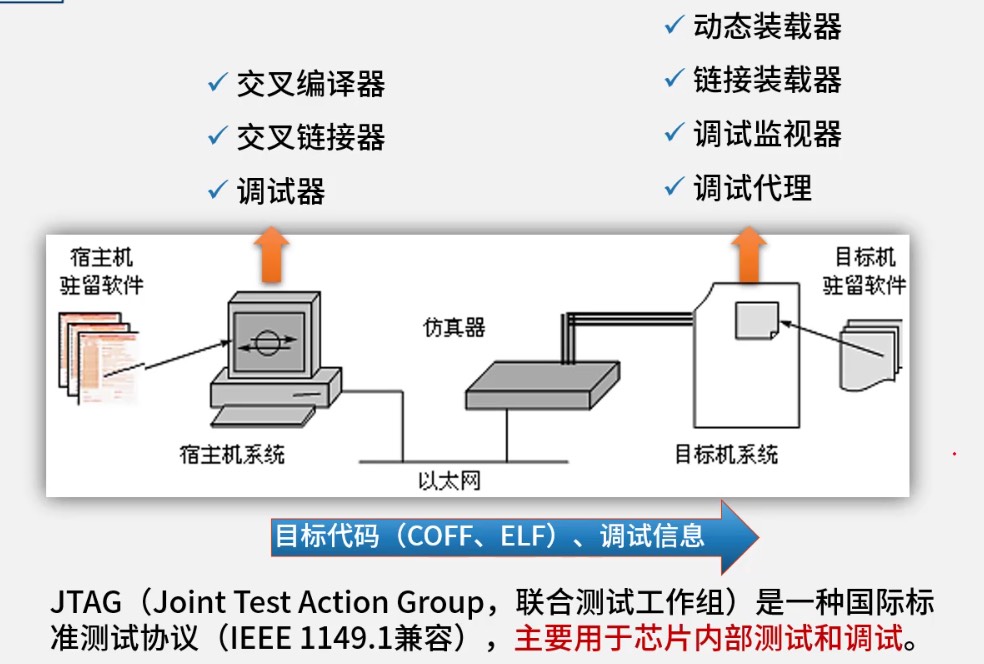 ✓ 动态装载器
✓ 交叉编译器
✓ 链接装载器
✓ 交叉链接器
✓ 调试监视器
✓ 调试器
✓ 调试代理
宿主机
驻留软件
目标机
驻留软件
仿真器
宿主机系统
目标机系统
以太网
目标代码（COFF、ELF）、调试信息
JTAG（Joint Test Action Group，联合测试工作组）是一种国际标
准测试协议（IEEE 1149.1兼容），主要用于芯片内部测试和调试。